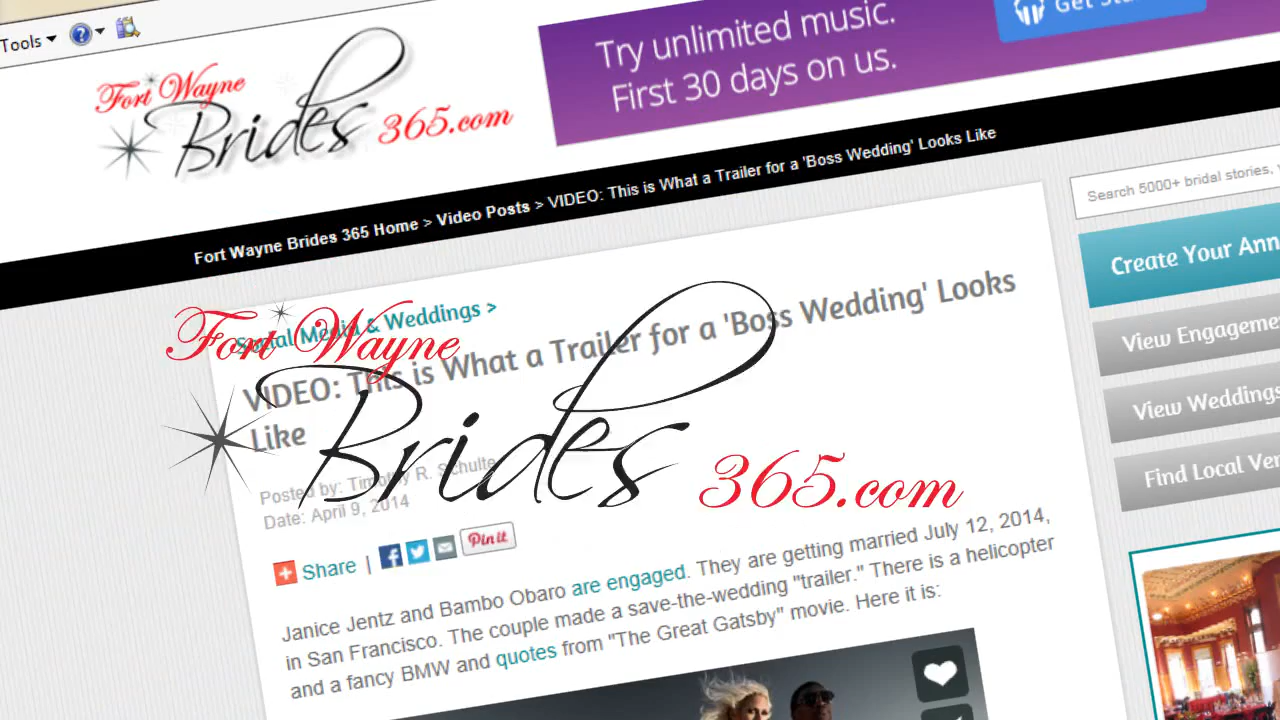 Tools
Fort Wayne
Brides 365.com
Try unlimited music.
First 30 days on us.
Fort Wayne Brides 365 Home > Video Posts > VIDEO: This is What a Trailer for a 'Boss Wedding' Looks Like
Search 5000+ bridal stories,
Create Your
View
View Weddings
Find Local
Social Media & Weddings >
VIDEO: This is What a Trailer for a 'Boss Wedding' Looks
Like
Fort Wayne
Brides 365.com
Posted by: Timothy R. Schulte
Date: April 9, 2014
Share |
Pin it
Janice Jentz and Bambo Obaro are engaged. They are getting married July 12, 2014,
in San Francisco. The couple made a save-the-wedding "trailer." There is a helicopter
and a fancy BMW and quotes from "The Great Gatsby" movie. Here it is: